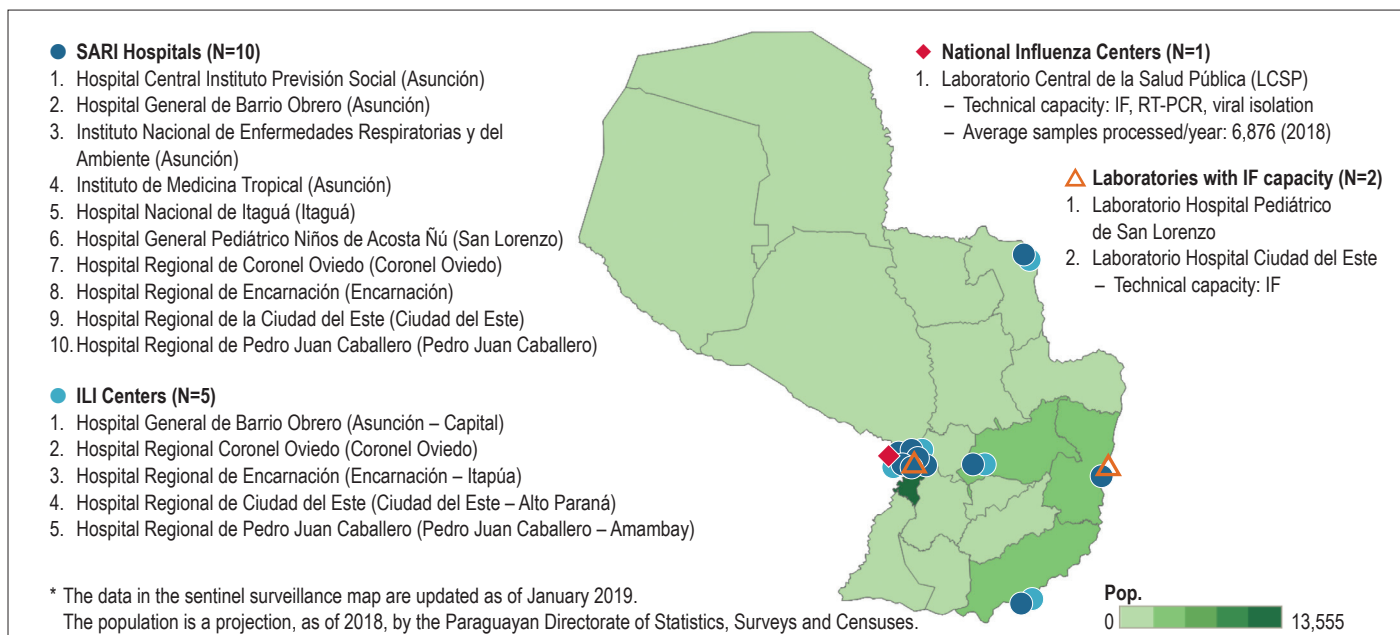 SARI Hospitals (N=10)
1. Hospital Central Instituto Previsión Social (Asunción)
2. Hospital General de Barrio Obrero (Asunción)
3. Instituto Nacional de Enfermedades Respiratorias y del
Ambiente (Asunción)
4. Instituto de Medicina Tropical (Asunción)
5. Hospital Nacional de Itaguá (Itaguá)
6. Hospital General Pediátrico Niños de Acosta Ñú (San Lorenzo)
7. Hospital Regional de Coronel Oviedo (Coronel Oviedo)
8. Hospital Regional de Encarnación (Encarnación)
9. Hospital Regional de la Ciudad del Este (Ciudad del Este)
10. Hospital Regional de Pedro Juan Caballero (Pedro Juan Caballero)
ILI Centers (N=5)
1. Hospital General de Barrio Obrero (Asunción – Capital)
2. Hospital Regional Coronel Oviedo (Coronel Oviedo)
3. Hospital Regional de Encarnación (Encarnación – Itapúa)
4. Hospital Regional de Ciudad del Este (Ciudad del Este – Alto Paraná)
5. Hospital Regional de Pedro Juan Caballero (Pedro Juan Caballero – Amambay)
* The data in the sentinel surveillance map are updated as of January 2019.
The population is a projection, as of 2018, by the Paraguayan Directorate of Statistics, Surveys and Censuses.
National Influenza Centers (N=1)
1. Laboratorio Central de la Salud Pública (LCSP)
– Technical capacity: IF, RT-PCR, viral isolation
– Average samples processed/year: 6,876 (2018)
Laboratories with IF capacity (N=2)
1. Laboratorio Hospital Pediátrico
de San Lorenzo
2. Laboratorio Hospital Ciudad del Este
– Technical capacity: IF
Pop.
0 13,555